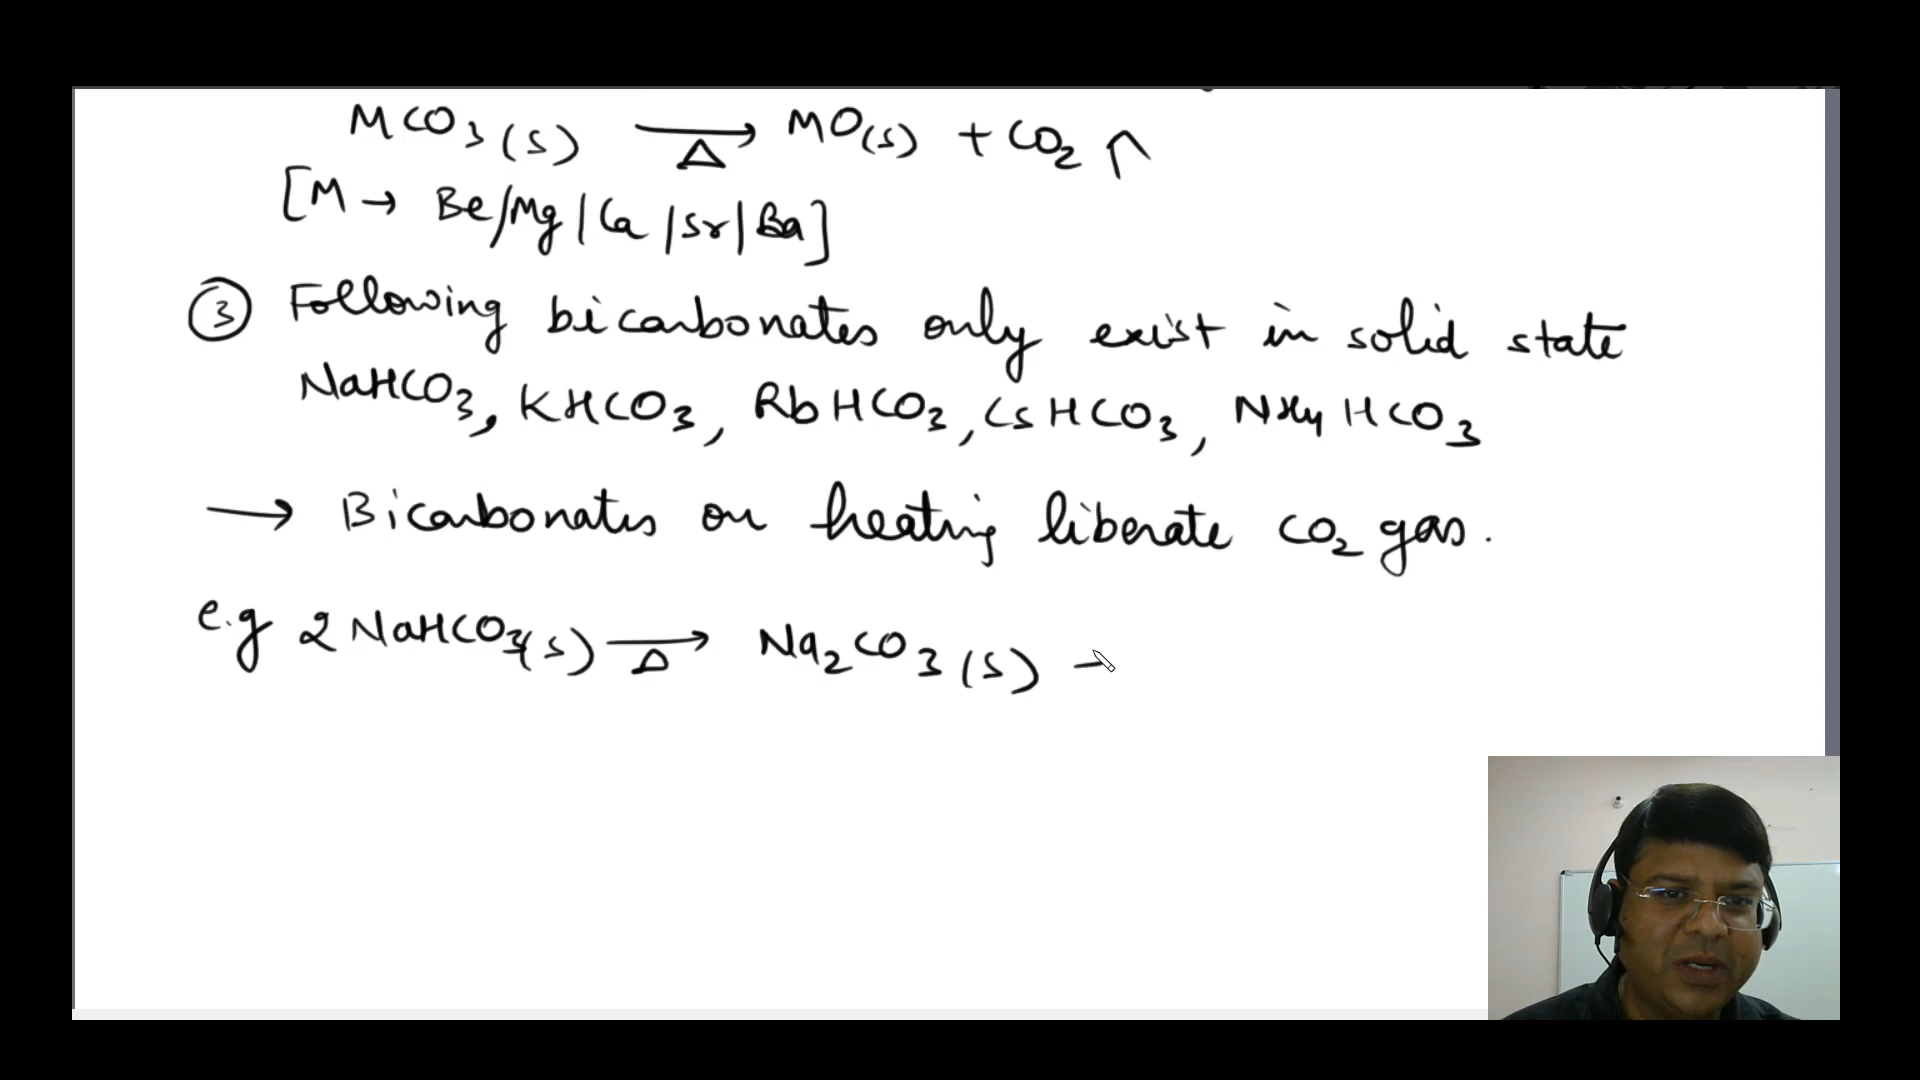 MCO3(s) →Δ MO(s) + CO2 ↑
[M → Be/Mg|Ca|Sr|Ba]
③ Following bicarbonates only exist in solid state
NaHCO3, KHCO3, RbHCO3, CsHCO3, NH4HCO3
→ Bicarbonates on heating liberate CO2 gas.
e.g 2NaHCO3(s) →Δ Na2CO3(s) -